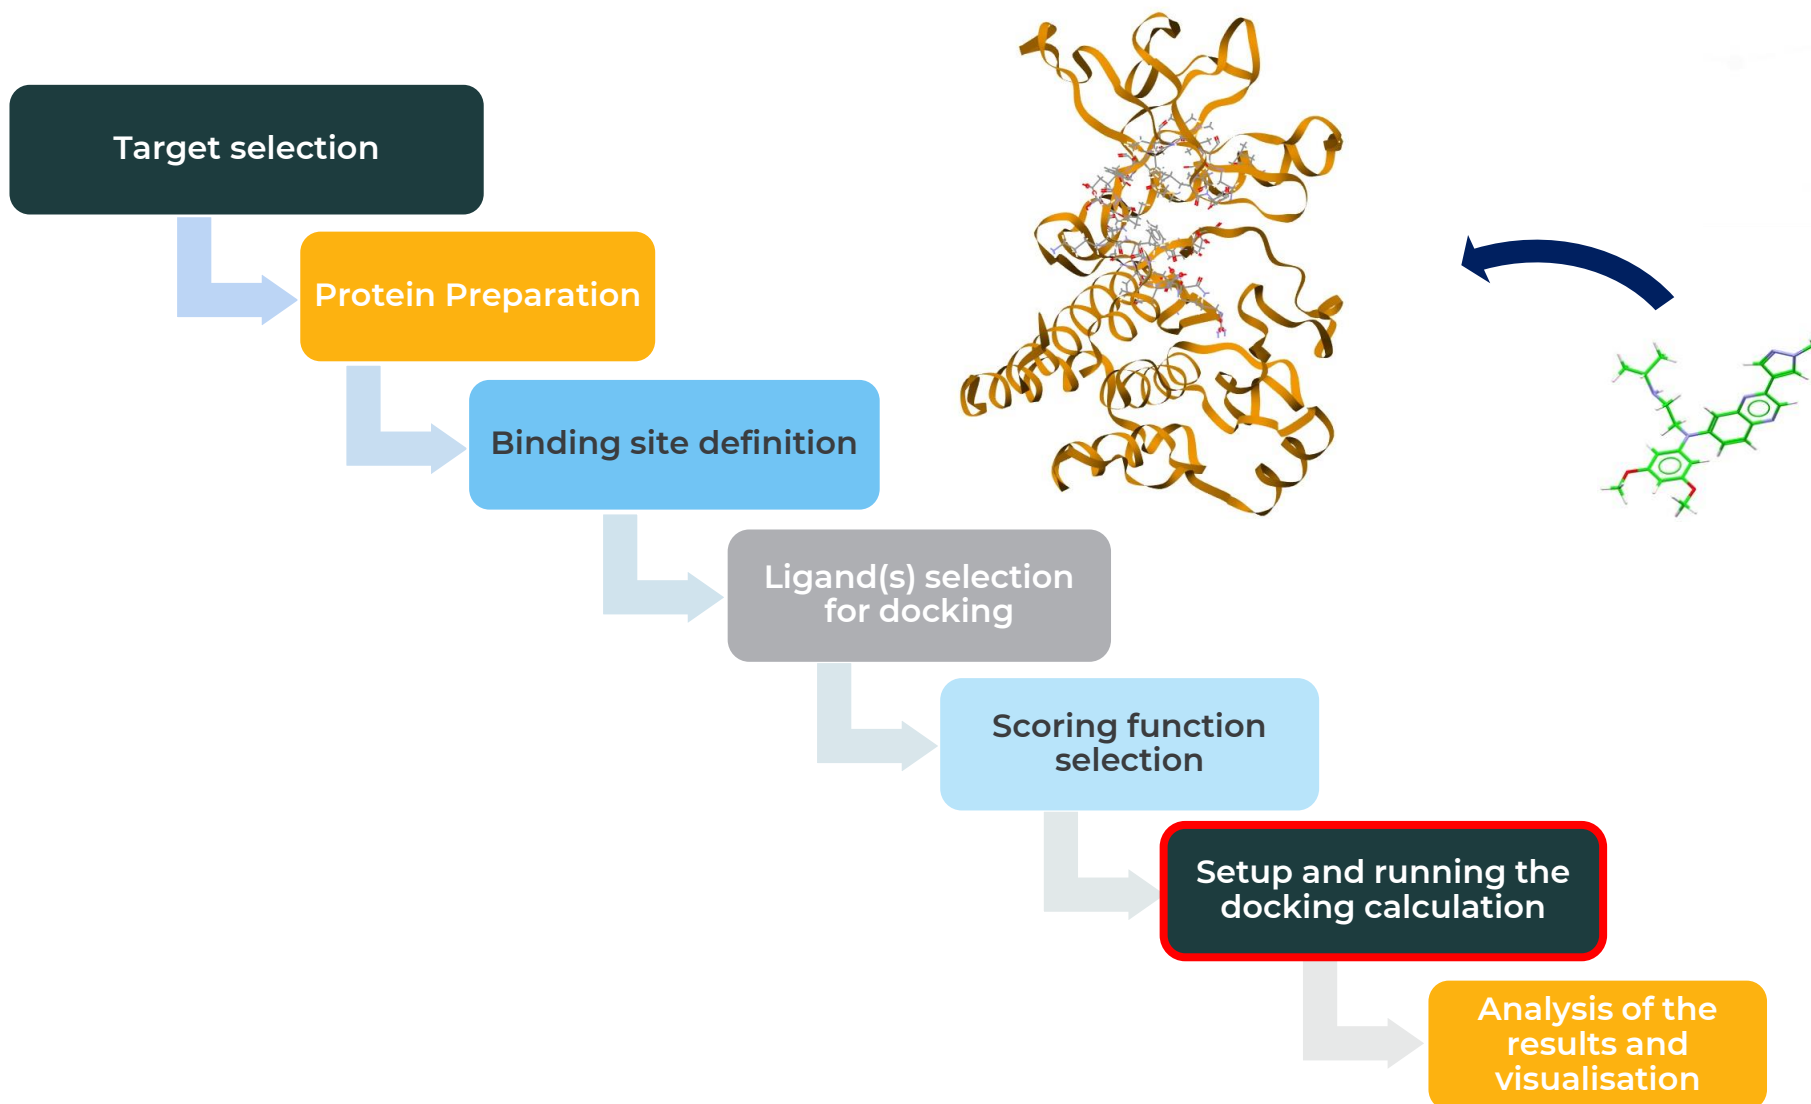 Target selection
Protein Preparation
Binding site definition
Ligand(s) selection
for docking
Scoring function
selection
Setup and running the
docking calculation
Analysis of the
results and
visualisation